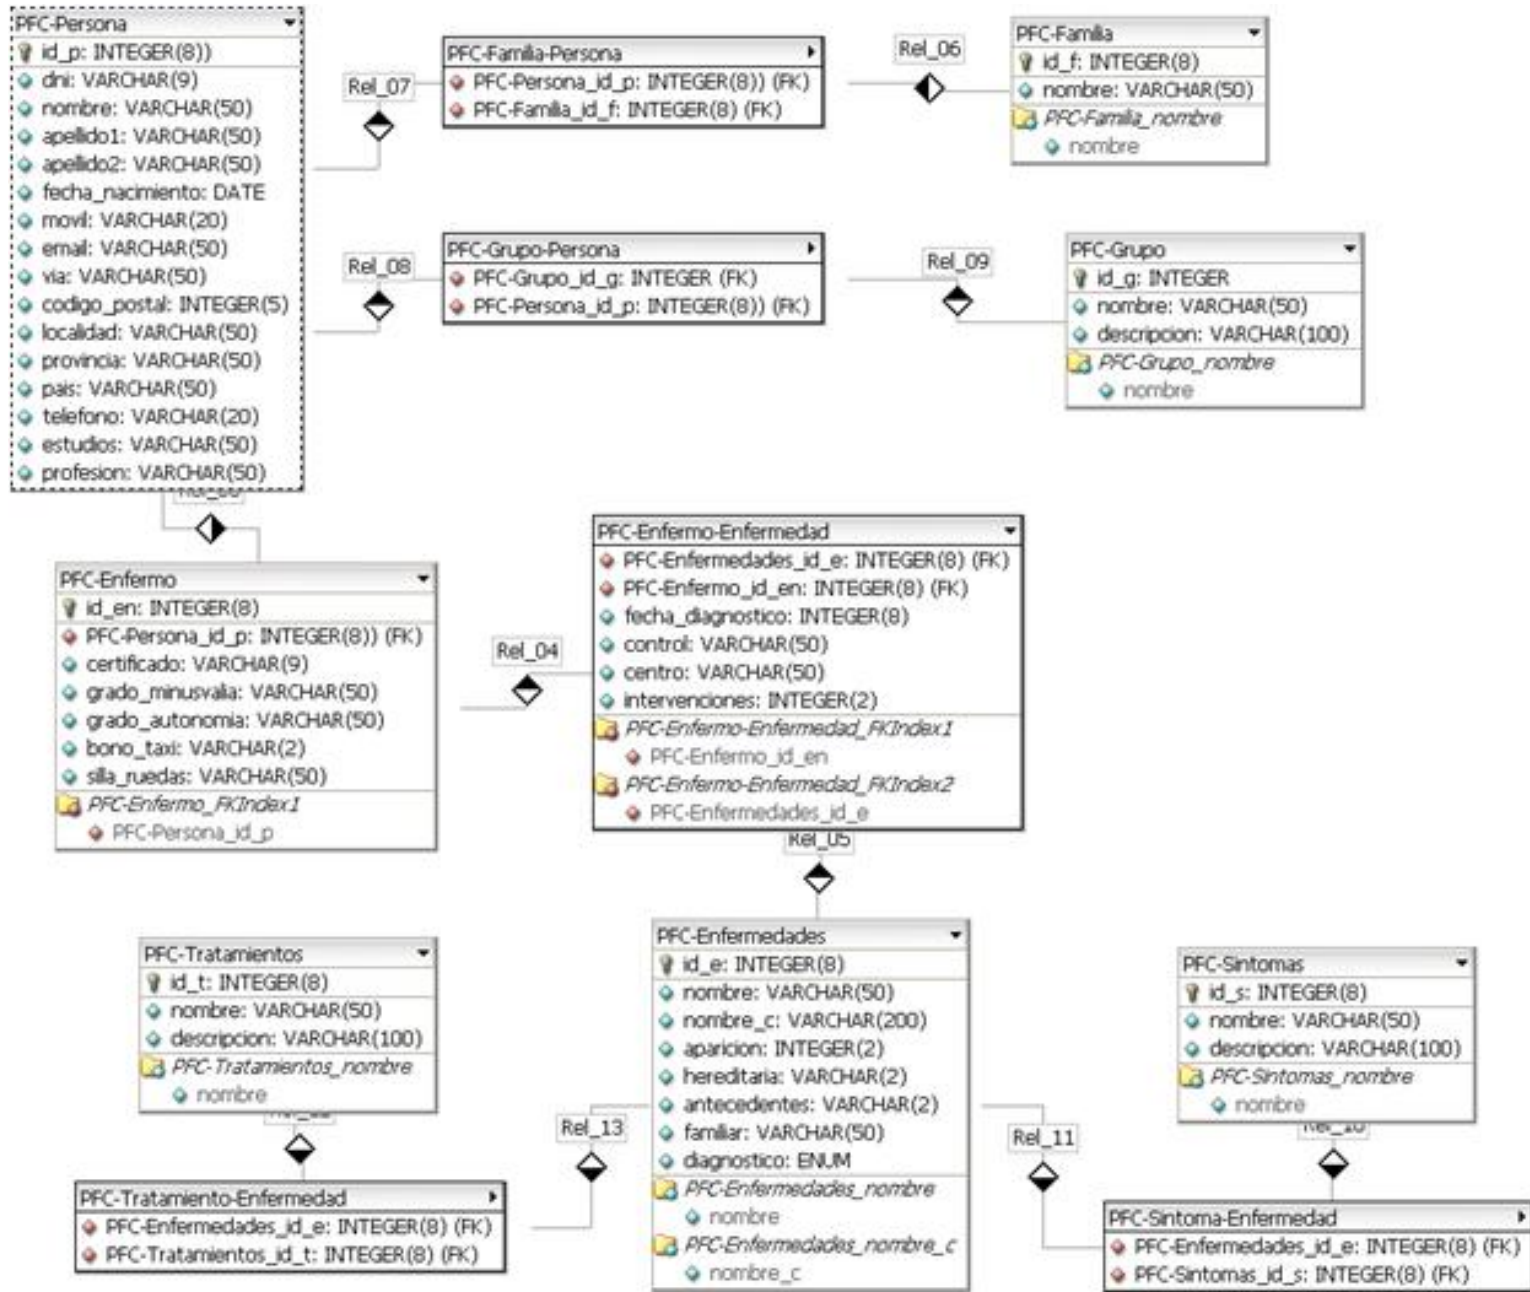 PFC-Persona
id_p: INTEGER(8))
dni: VARCHAR(9)
nombre: VARCHAR(50)
apellido1: VARCHAR(50)
apellido2: VARCHAR(50)
fecha_nacimiento: DATE
movil: VARCHAR(20)
email: VARCHAR(50)
via: VARCHAR(50)
codigo_postal: INTEGER(5)
localidad: VARCHAR(50)
provincia: VARCHAR(50)
pais: VARCHAR(50)
telefono: VARCHAR(20)
estudios: VARCHAR(50)
profesion: VARCHAR(50)
Rel_07
PFC-Familia-Persona
PFC-Persona_id_p: INTEGER(8)) (FK)
PFC-Familia_id_f: INTEGER(8) (FK)
Rel_06
PFC-Familia
id_f: INTEGER(8)
nombre: VARCHAR(50)
PFC-Familia_nombre
nombre
Rel_08
PFC-Grupo-Persona
PFC-Grupo_id_g: INTEGER (FK)
PFC-Persona_id_p: INTEGER(8)) (FK)
Rel_09
PFC-Grupo
id_g: INTEGER
nombre: VARCHAR(50)
descripcion: VARCHAR(100)
PFC-Grupo_nombre
nombre
PFC-Enfermo
id_en: INTEGER(8)
PFC-Persona_id_p: INTEGER(8)) (FK)
certificado: VARCHAR(9)
grado_minusvalia: VARCHAR(50)
grado_autonomia: VARCHAR(50)
bono_taxi: VARCHAR(2)
silla_ruedas: VARCHAR(50)
PFC-Enfermo_FKIndex1
PFC-Persona_id_p
Rel_04
PFC-Enfermo-Enfermedad
PFC-Enfermedades_id_e: INTEGER(8) (FK)
PFC-Enfermo_id_en: INTEGER(8) (FK)
fecha_diagnostico: INTEGER(8)
control: VARCHAR(50)
centro: VARCHAR(50)
intervenciones: INTEGER(2)
PFC-Enfermo-Enfermedad_FKIndex1
PFC-Enfermo_id_en
PFC-Enfermo-Enfermedad_FKIndex2
PFC-Enfermedades_id_e
Rel_05
PFC-Tratamientos
id_t: INTEGER(8)
nombre: VARCHAR(50)
descripcion: VARCHAR(100)
PFC-Tratamientos_nombre
nombre
PFC-Tratamiento-Enfermedad
PFC-Enfermedades_id_e: INTEGER(8) (FK)
PFC-Tratamientos_id_t: INTEGER(8) (FK)
Rel_13
PFC-Enfermedades
id_e: INTEGER(8)
nombre: VARCHAR(50)
nombre_c: VARCHAR(200)
aparicion: INTEGER(2)
hereditaria: VARCHAR(2)
antecedentes: VARCHAR(2)
familiar: VARCHAR(50)
diagnostico: ENUM
PFC-Enfermedades_nombre
nombre
PFC-Enfermedades_nombre_c
nombre_c
Rel_11
PFC-Sintomas
id_s: INTEGER(8)
nombre: VARCHAR(50)
descripcion: VARCHAR(100)
PFC-Sintomas_nombre
nombre
PFC-Sintoma-Enfermedad
PFC-Enfermedades_id_e: INTEGER(8) (FK)
PFC-Sintomas_id_s: INTEGER(8) (FK)